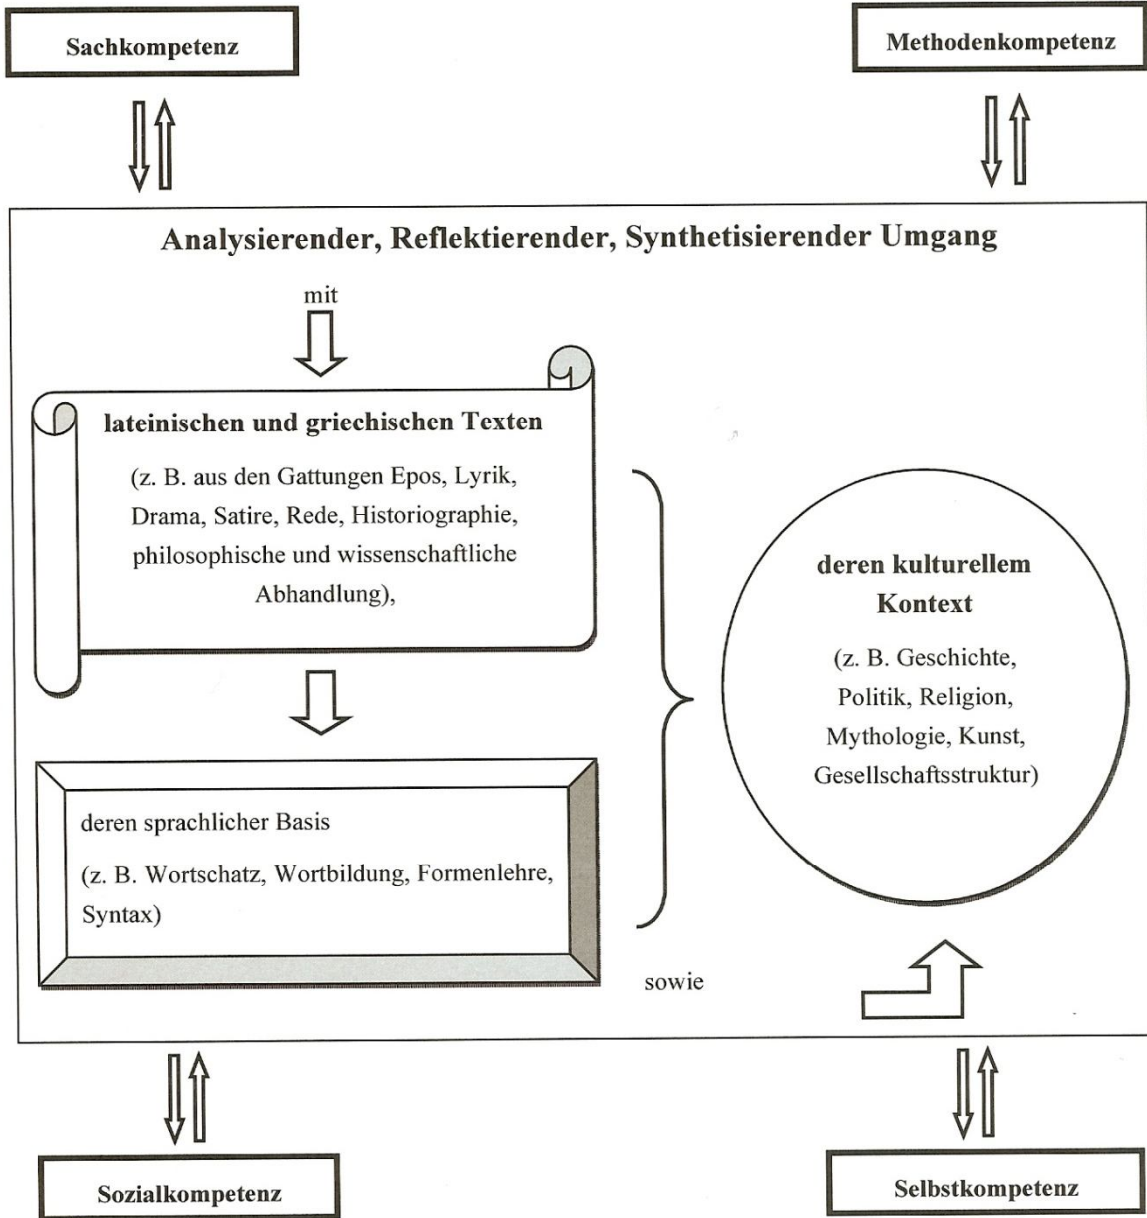 Sachkompetenz
Methodenkompetenz
Analysierender, Reflektierender, Synthetisierender Umgang
mit
lateinischen und griechischen Texten
(z. B. aus den Gattungen Epos, Lyrik,
Drama, Satire, Rede, Historiographie,
philosophische und wissenschaftliche
Abhandlung),
deren sprachlicher Basis
(z. B. Wortschatz, Wortbildung, Formenlehre,
Syntax)
sowie
deren kulturellem
Kontext
(z. B. Geschichte,
Politik, Religion,
Mythologie, Kunst,
Gesellschaftsstruktur)
Sozialkompetenz
Selbstkompetenz